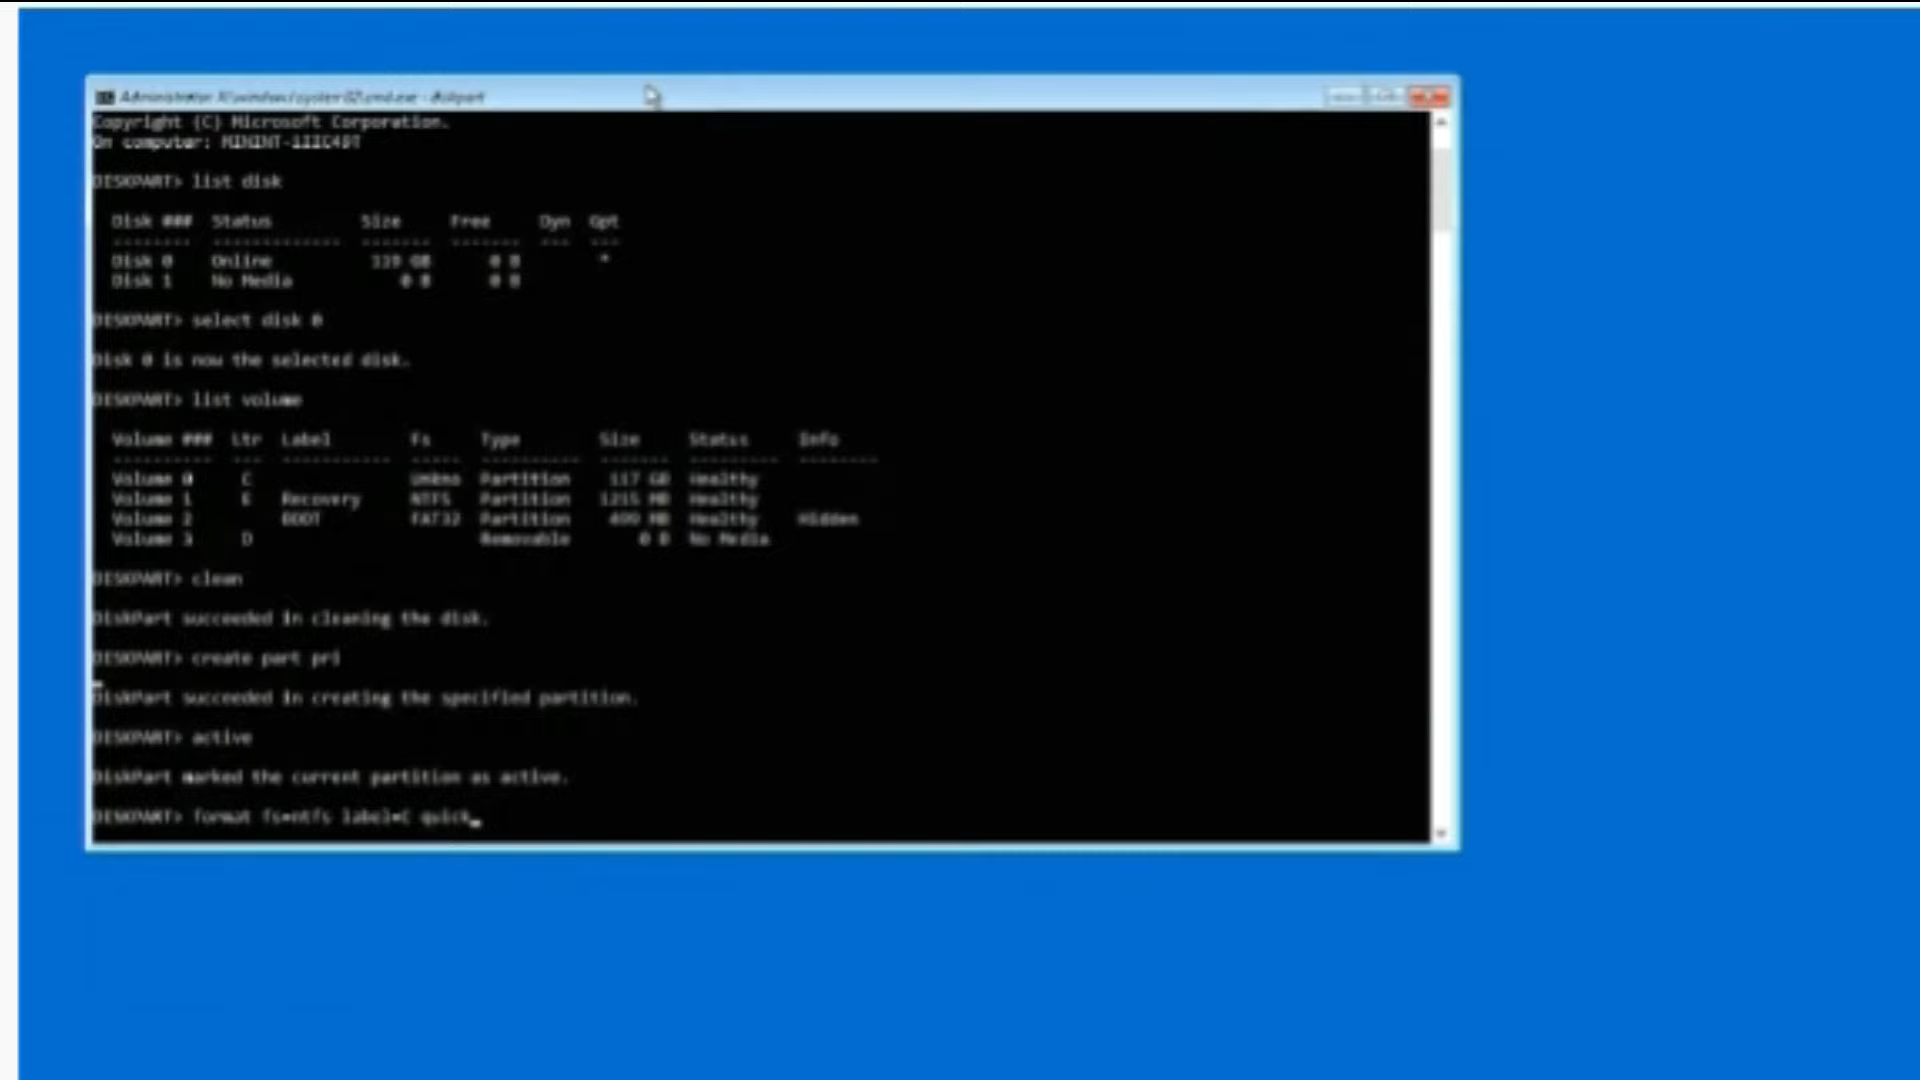 Administrator: X:\windows\system32\cmd.exe - diskpart
Copyright (C) Microsoft Corporation.
On computer: MININT-1IIC49T
DISKPART> list disk
Disk ### Status Size Free Dyn Gpt
-------- ------------- ------- ------- --- ---
Disk 0 Online 119 GB 0 B *
Disk 1 No Media 0 B 0 B
DISKPART> select disk 0
Disk 0 is now the selected disk.
DISKPART> list volume
Volume ### Ltr Label Fs Type Size Status Info
---------- --- ----------- ----- ---------- ------- --------- --------
Volume 0 C Unkno Partition 117 GB Healthy
Volume 1 E Recovery NTFS Partition 1215 MB Healthy
Volume 2 BOOT FAT32 Partition 499 MB Healthy Hidden
Volume 3 D Removable 0 B No Media
DISKPART> clean
DiskPart succeeded in cleaning the disk.
DISKPART> create part pri
DiskPart succeeded in creating the specified partition.
DISKPART> active
DiskPart marked the current partition as active.
DISKPART> format fs=ntfs label=C quick